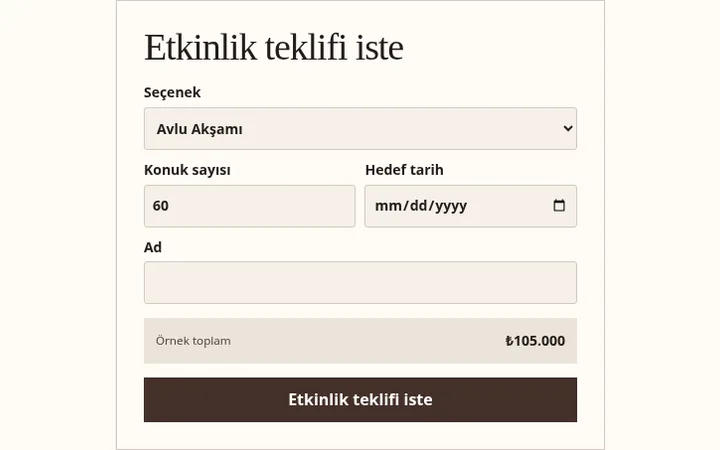 Etkinlik teklifi iste
Seçenek
Avlu Akşamı
Konuk sayısı Hedef tarih
60 mm/dd/yyyy
Ad
Örnek toplam ₺105.000
Etkinlik teklifi iste